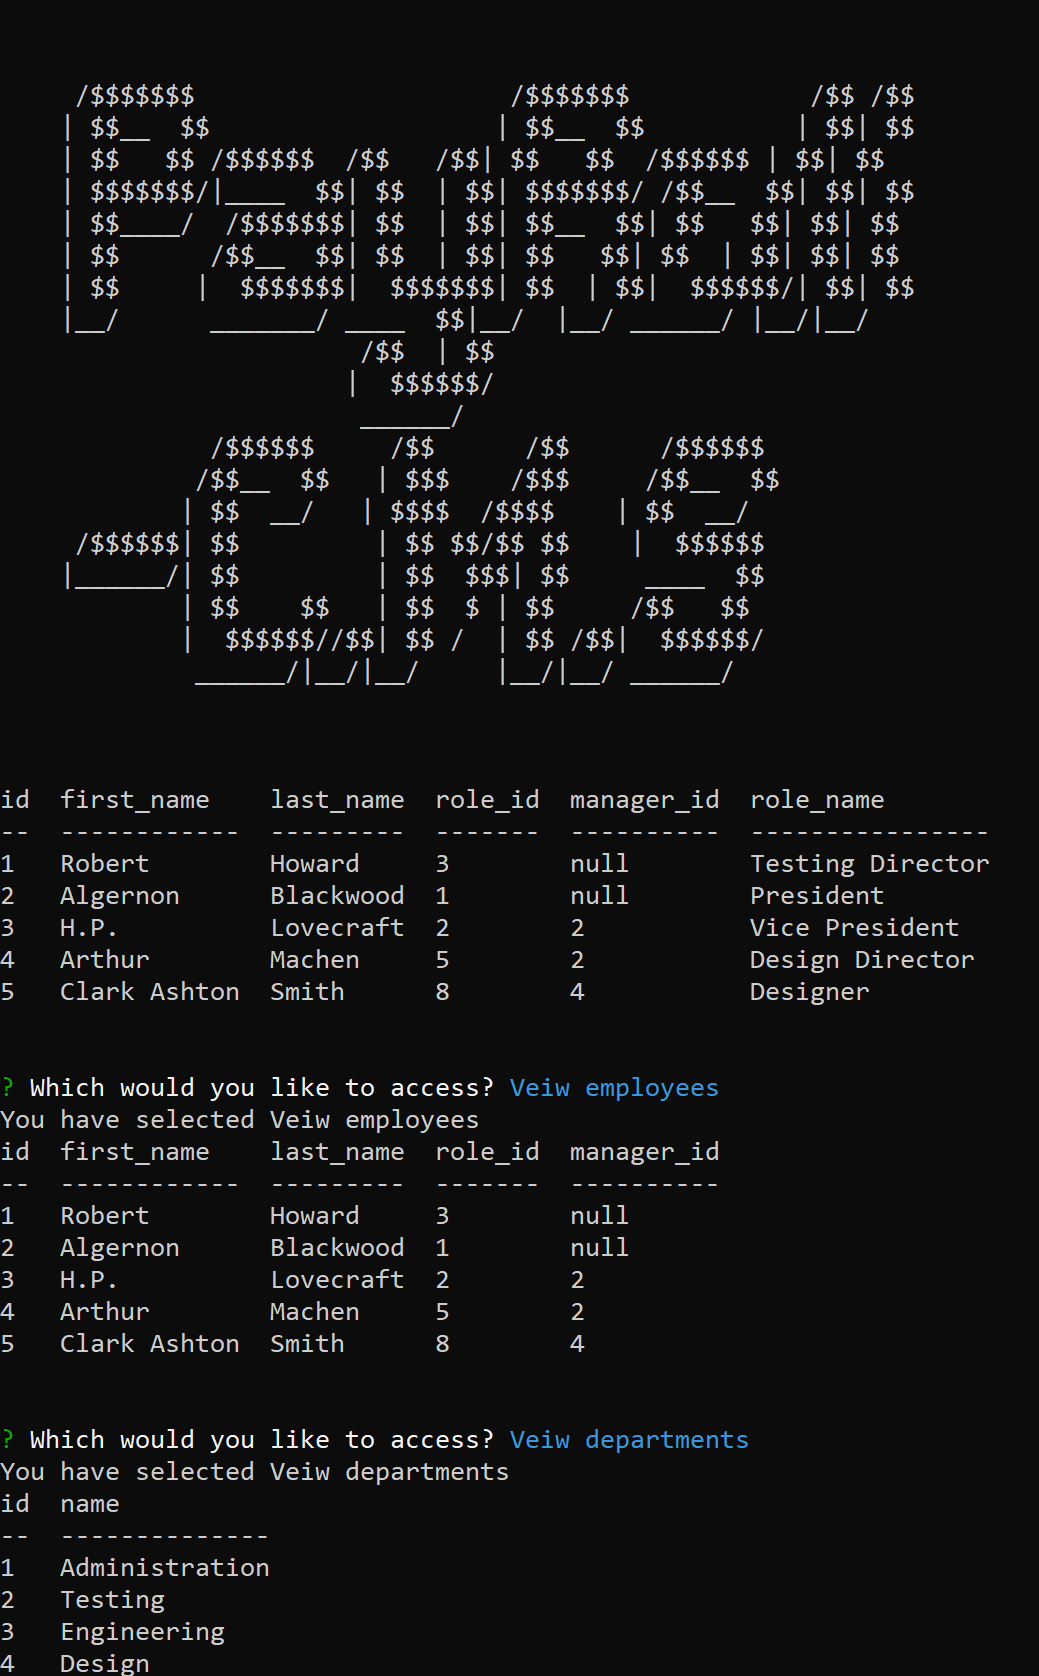 /$$$$$$$                     /$$$$$$$            /$$ /$$
    | $$__  $$                   | $$__  $$          | $$| $$
    | $$   $$ /$$$$$$  /$$   /$$| $$   $$  /$$$$$$ | $$| $$
    | $$$$$$$/|____  $$| $$  | $$| $$$$$$$/ /$$__  $$| $$| $$
    | $$____/  /$$$$$$$| $$  | $$| $$__  $$| $$   $$| $$| $$
    | $$      /$$__  $$| $$  | $$| $$   $$| $$  | $$| $$| $$
    | $$     |  $$$$$$$|  $$$$$$$| $$  | $$|  $$$$$$/| $$| $$
    |__/      _______/ ____  $$|__/  |__/ ______/ |__/|__/
                        /$$  | $$
                       |  $$$$$$/
                        ______/
              /$$$$$$     /$$      /$$      /$$$$$$
             /$$__  $$   | $$$    /$$$     /$$__  $$
            | $$  __/   | $$$$  /$$$$    | $$  __/
     /$$$$$$| $$         | $$ $$/$$ $$    |  $$$$$$
    |______/| $$         | $$  $$$| $$     ____  $$
            | $$    $$   | $$  $ | $$     /$$   $$
            |  $$$$$$//$$| $$ /  | $$ /$$|  $$$$$$/
             ______/|__/|__/     |__/|__/ ______/
id  first_name    last_name  role_id  manager_id  role_name
--  ------------  ---------  -------  ----------  ----------------
1   Robert        Howard     3        null        Testing Director
2   Algernon      Blackwood  1        null        President
3   H.P.          Lovecraft  2        2           Vice President
4   Arthur        Machen     5        2           Design Director
5   Clark Ashton  Smith      8        4           Designer
? Which would you like to access? Veiw employees
You have selected Veiw employees
id  first_name    last_name  role_id  manager_id
--  ------------  ---------  -------  ----------
1   Robert        Howard     3        null
2   Algernon      Blackwood  1        null
3   H.P.          Lovecraft  2        2
4   Arthur        Machen     5        2
5   Clark Ashton  Smith      8        4
? Which would you like to access? Veiw departments
You have selected Veiw departments
id  name
--  --------------
1   Administration
2   Testing
3   Engineering
4   Design